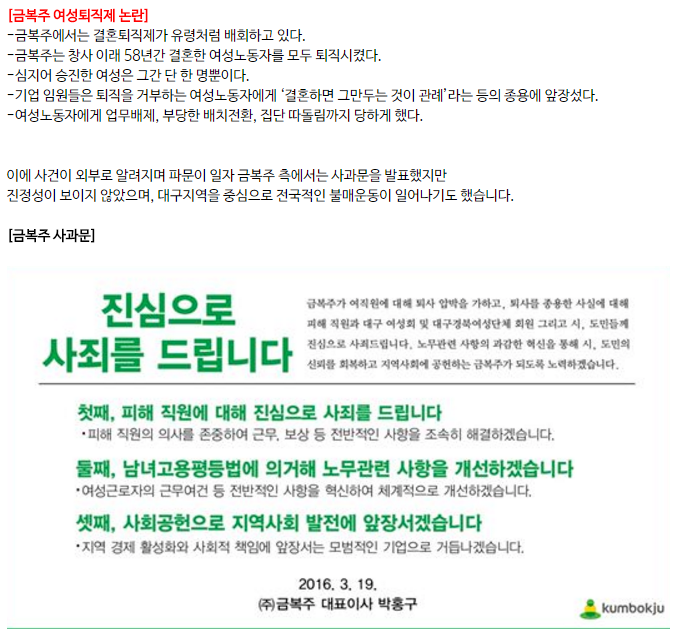 [금복주 여성퇴직제 논란]
-금복주에서는 결혼퇴직제가 유령처럼 배회하고 있다.
-금복주는 창사 이래 58년간 결혼한 여성노동자를 모두 퇴직시켰다.
-심지어 승진한 여성은 그간 단 한 명뿐이다.
-기업 임원들은 퇴직을 거부하는 여성노동자에게 ‘결혼하면 그만두는 것이 관례’라는 등의 종용에 앞장섰다.
-여성노동자에게 업무배제, 부당한 배치전환, 집단 따돌림까지 당하게 했다.
이에 사건이 외부로 알려지며 파문이 일자 금복주 측에서는 사과문을 발표했지만
진정성이 보이지 않았으며, 대구지역을 중심으로 전국적인 불매운동이 일어나기도 했습니다.
[금복주 사과문]
진심으로
사죄를 드립니다
금복주가 여직원에 대해 퇴사 압박을 가하고, 퇴사를 종용한 사실에 대해
피해 직원과 대구 여성회 및 대구경북여성단체 회원 그리고 시, 도민들께
진심으로 사죄드립니다. 노무관련 사항의 과감한 혁신을 통해 시, 도민의
신뢰를 회복하고 지역사회에 공헌하는 금복주가 되도록 노력하겠습니다.
첫째, 피해 직원에 대해 진심으로 사죄를 드립니다
•피해 직원의 의사를 존중하여 근무, 보상 등 전반적인 사항을 조속히 해결하겠습니다.
둘째, 남녀고용평등법에 의거해 노무관련 사항을 개선하겠습니다
•여성근로자의 근무여건 등 전반적인 사항을 혁신하여 체계적으로 개선하겠습니다.
셋째, 사회공헌으로 지역사회 발전에 앞장서겠습니다
•지역 경제 활성화와 사회적 책임에 앞장서는 모범적인 기업으로 거듭나겠습니다.
2016. 3. 19.
(주)금복주 대표이사 박홍구
kumbokju